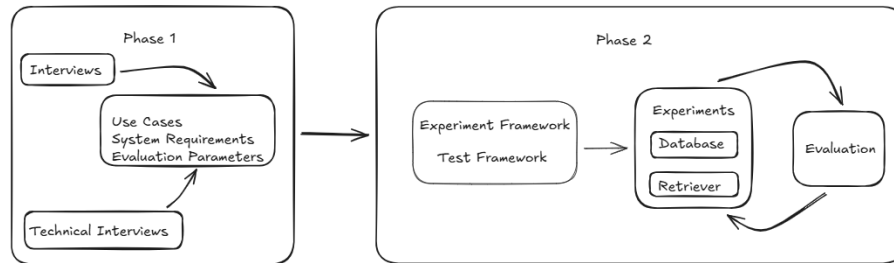 Phase 1
Interviews
Use Cases
System Requirements
Evaluation Parameters
Technical Interviews
Phase 2
Experiment Framework
Test Framework
Experiments
Database
Retriever
Evaluation